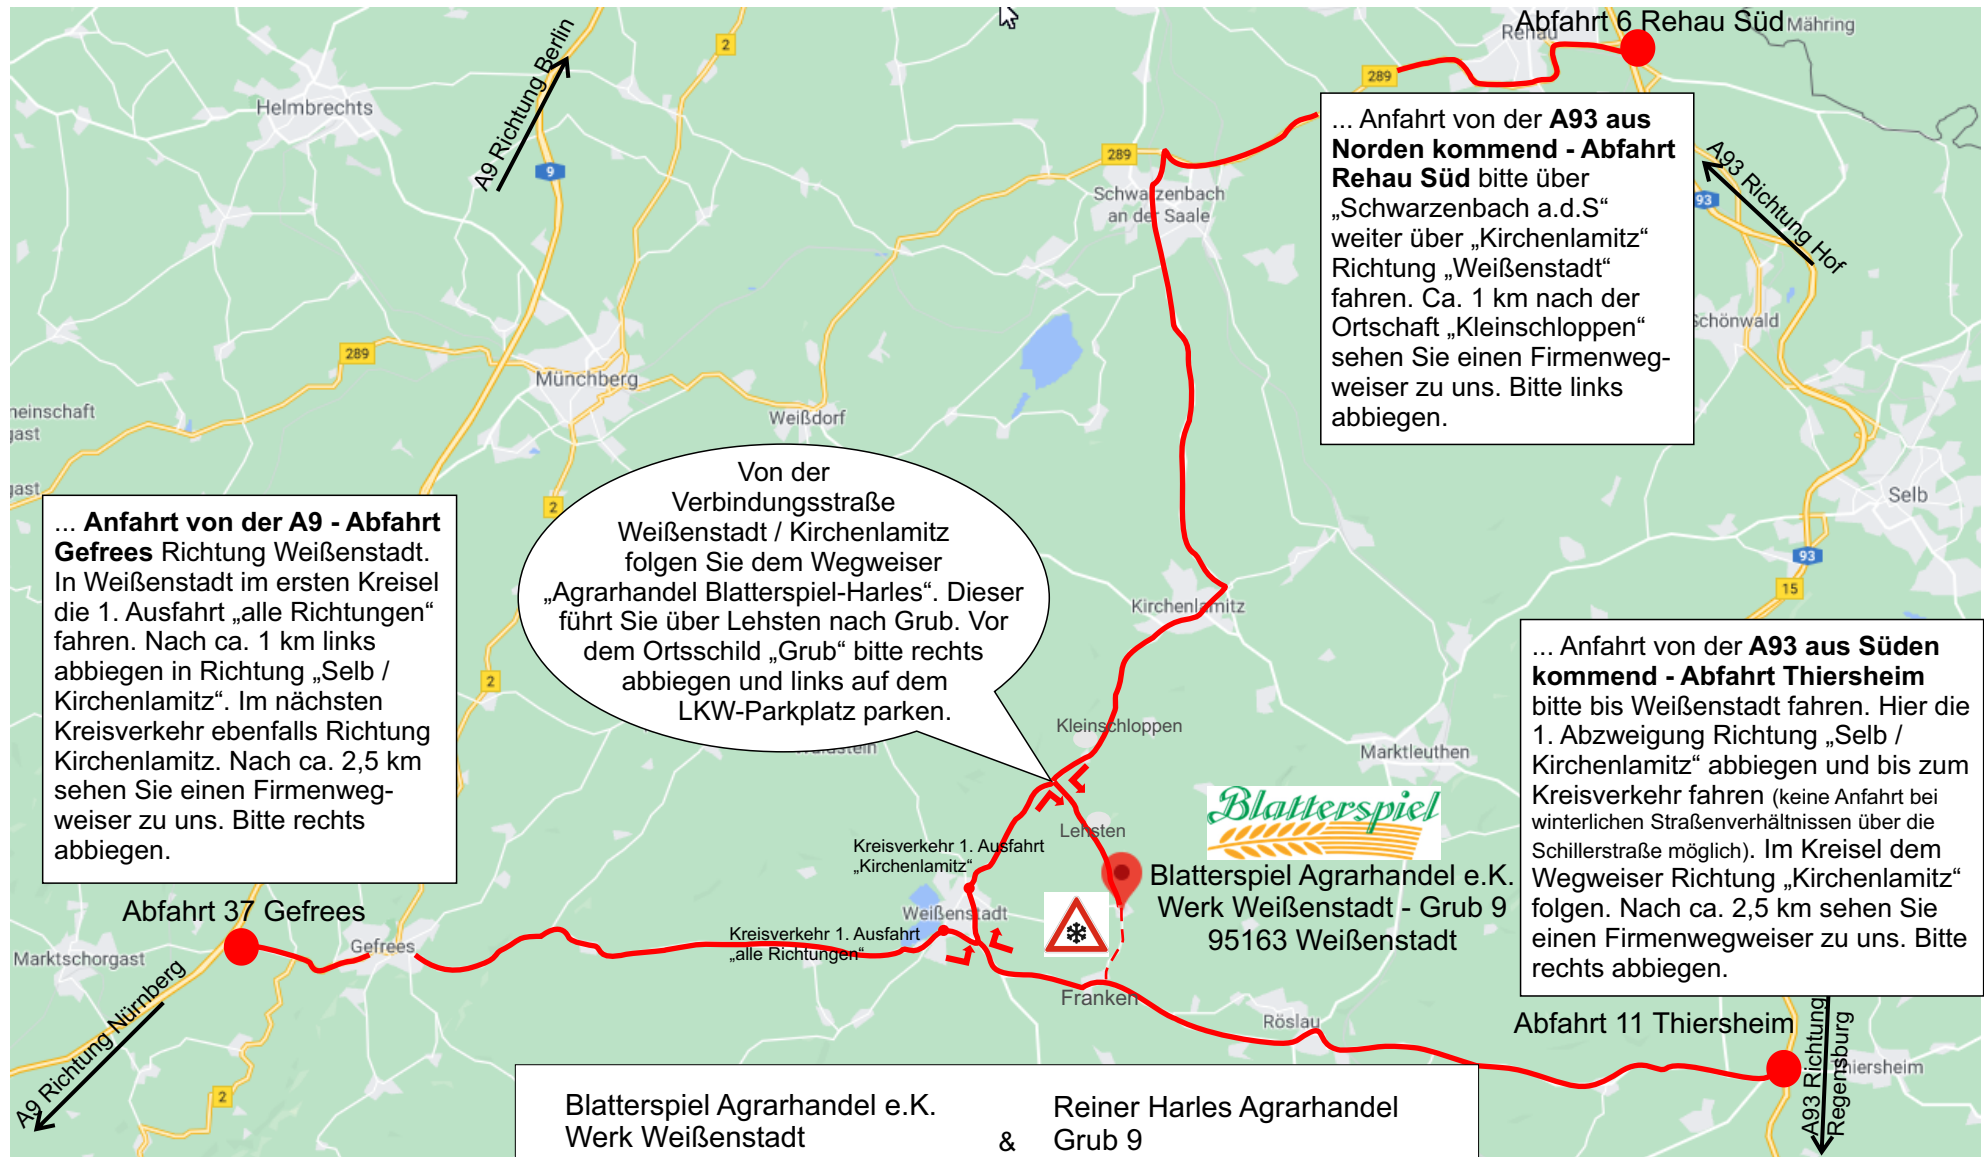 Abfahrt 6 Rehau Süd
Rehau
Mähring
2
289
Helmbrechts
A9 Richtung Berlin
9
289
Schwarzenbach
an der Saale
... Anfahrt von der A93 aus
Norden kommend - Abfahrt
Rehau Süd bitte über
„Schwarzenbach a.d.S“
weiter über „Kirchenlamitz“
Richtung „Weißenstadt“
fahren. Ca. 1 km nach der
Ortschaft „Kleinschloppen“
sehen Sie einen Firmenweg-
weiser zu uns. Bitte links
abbiegen.
A93 Richtung Hof
93
Schönwald
289
Münchberg
Weißdorf
neinschaft
gast
gast
2
Selb
93
15
Von der
Verbindungsstraße
Weißenstadt / Kirchenlamitz
folgen Sie dem Wegweiser
„Agrarhandel Blatterspiel-Harles“. Dieser
führt Sie über Lehsten nach Grub. Vor
dem Ortsschild „Grub“ bitte rechts
abbiegen und links auf dem
LKW-Parkplatz parken.
... Anfahrt von der A9 - Abfahrt
Gefrees Richtung Weißenstadt.
In Weißenstadt im ersten Kreisel
die 1. Ausfahrt „alle Richtungen“
fahren. Nach ca. 1 km links
abbiegen in Richtung „Selb /
Kirchenlamitz“. Im nächsten
Kreisverkehr ebenfalls Richtung
Kirchenlamitz. Nach ca. 2,5 km
sehen Sie einen Firmenweg-
weiser zu uns. Bitte rechts
abbiegen.
2
Kirchenlamitz
Kleinschloppen
Marktleuthen
... Anfahrt von der A93 aus Süden
kommend - Abfahrt Thiersheim
bitte bis Weißenstadt fahren. Hier die
1. Abzweigung Richtung „Selb /
Kirchenlamitz“ abbiegen und bis zum
Kreisverkehr fahren (keine Anfahrt bei
winterlichen Straßenverhältnissen über die
Schillerstraße möglich). Im Kreisel dem
Wegweiser Richtung „Kirchenlamitz“
folgen. Nach ca. 2,5 km sehen Sie
einen Firmenwegweiser zu uns. Bitte
rechts abbiegen.
Lehsten
Blatterspiel
Kreisverkehr 1. Ausfahrt
„Kirchenlamitz“
Blatterspiel Agrarhandel e.K.
Werk Weißenstadt - Grub 9
95163 Weißenstadt
Weißenstadt
Kreisverkehr 1. Ausfahrt
„alle Richtungen“
Abfahrt 37 Gefrees
Gefrees
Marktschorgast
A9 Richtung Nürnberg
2
Franken
Röslau
Abfahrt 11 Thiersheim
Thiersheim
A93 Richtung
Regensburg
Blatterspiel Agrarhandel e.K.
Werk Weißenstadt
&
Reiner Harles Agrarhandel
Grub 9